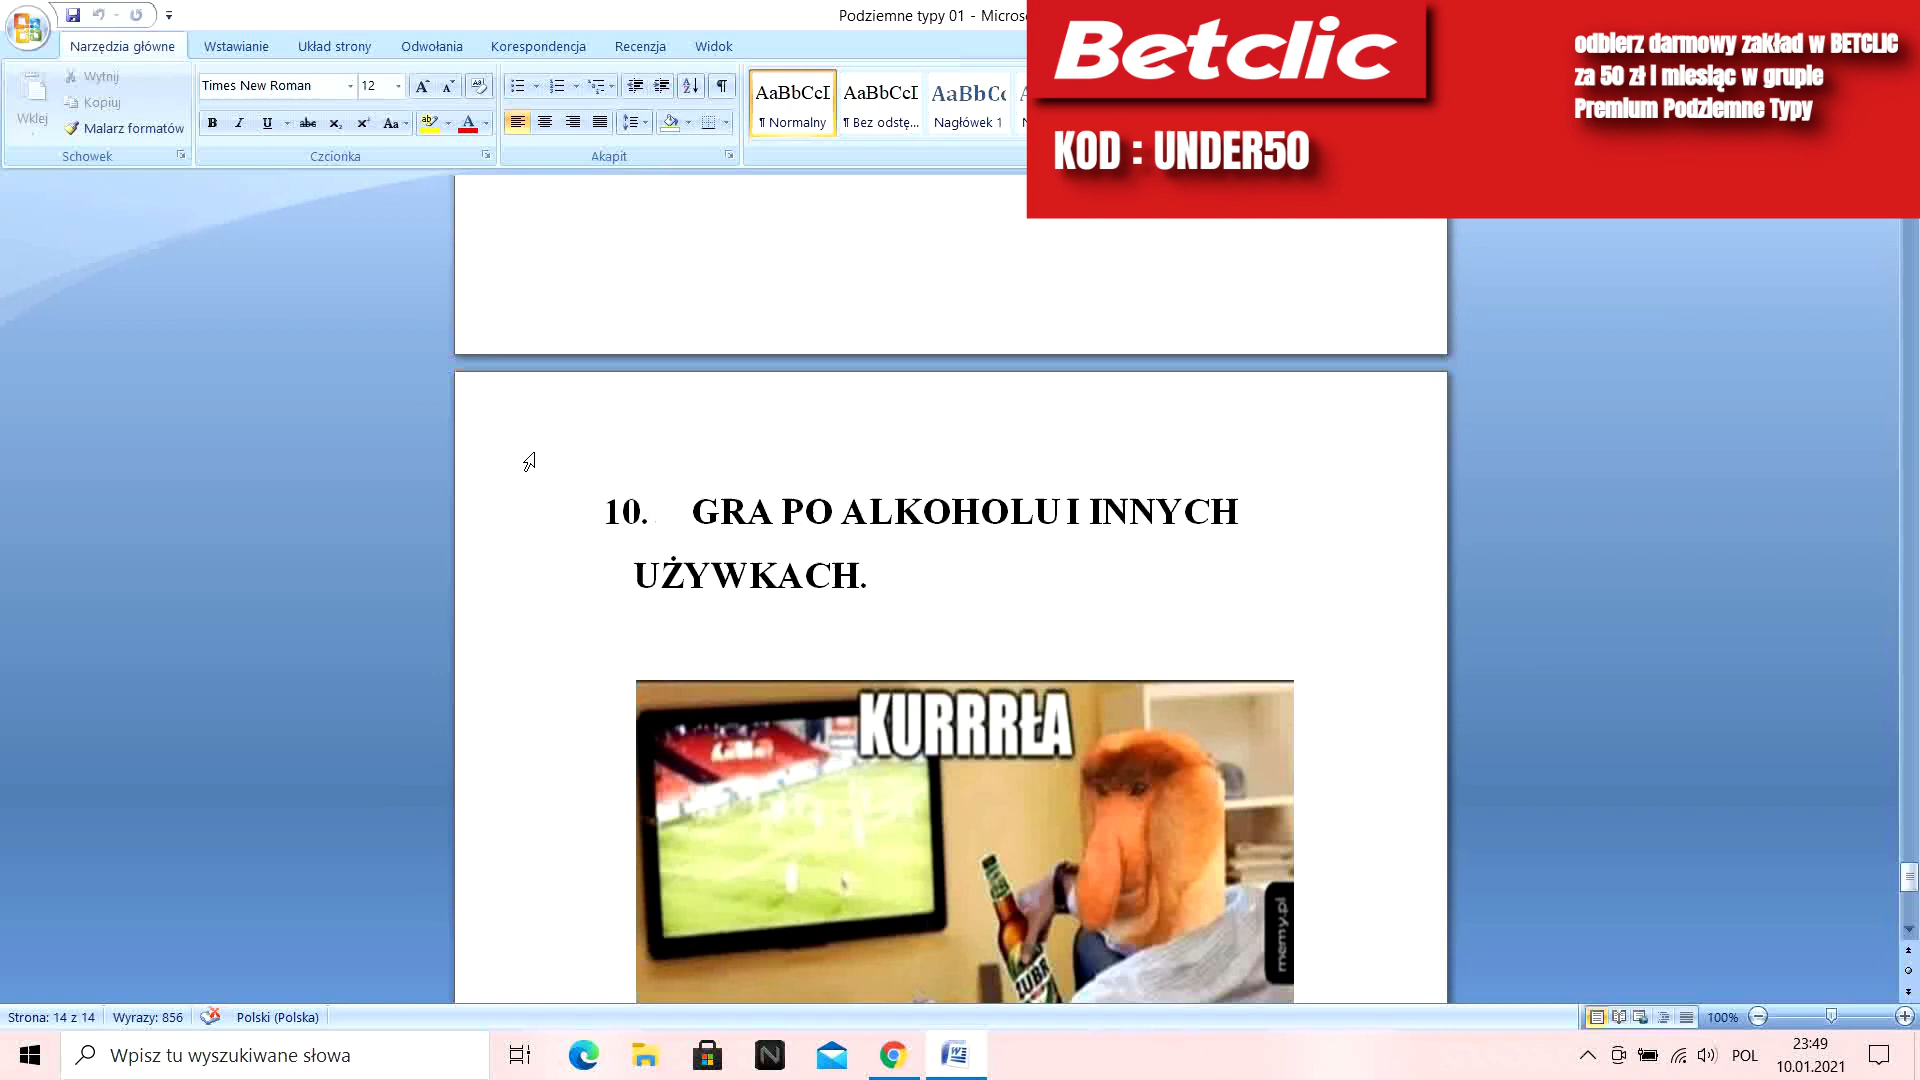 Podziemne typy 01 - Micros
Narzędzia główne
Wstawianie
Układ strony
Odwołania
Korespondencja
Recenzja
Widok
Wklej
Wytnij
Kopiuj
Malarz formatów
Schowek
Times New Roman
12
Czcionka
Akapit
AaBbCcI
¶ Normalny
AaBbCcI
¶ Bez odstę...
AaBbCc
Nagłówek 1
Betclic
KOD : UNDER50
odbierz darmowy zakład w BETCLIC
za 50 zł i miesiąc w grupie
Premium Podziemne Typy
10. GRA PO ALKOHOLU I INNYCH
UŻYWKACH.
KURRRŁA
ŻUBR
memy.pl
Strona: 14 z 14
Wyrazy: 856
Polski (Polska)
100%
Wpisz tu wyszukiwane słowa
POL
23:49
10.01.2021